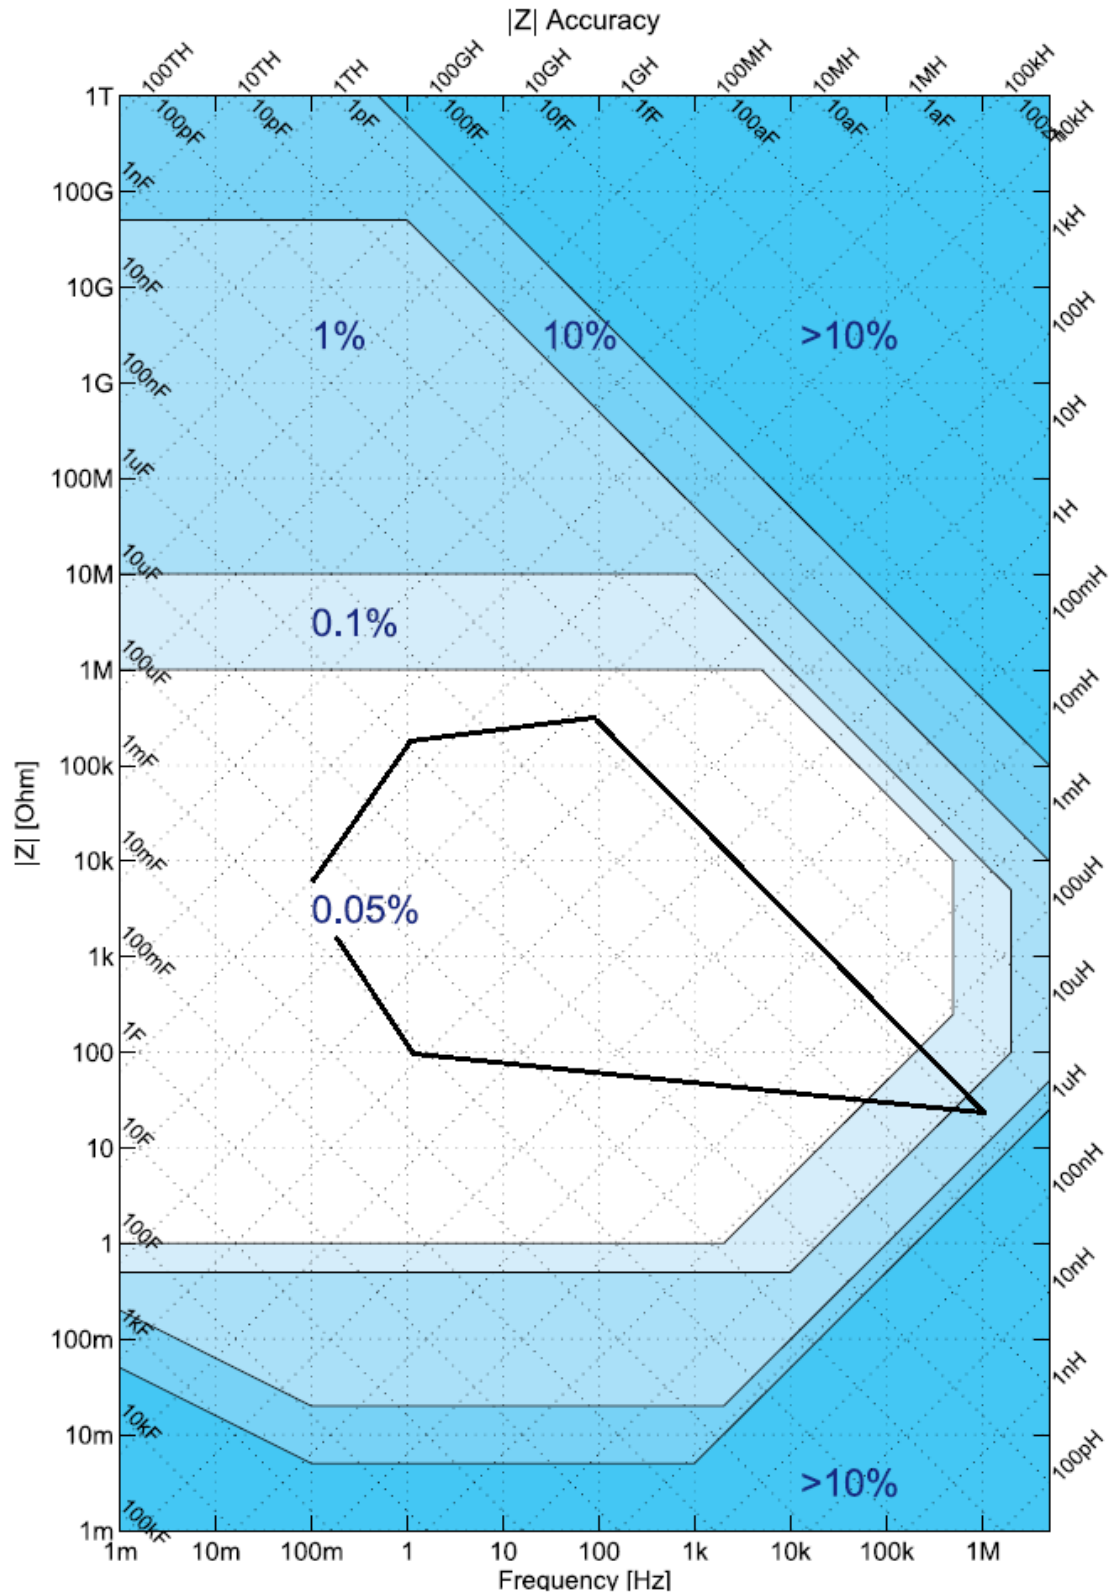 |Z| Accuracy
100TH 10TH 1TH 100GH 10GH 1GH 100MH 10MH 1MH 100kH
1T 100pF 10pF 1pF 100fF 10fF 1fF 100aF 10aF 1aF 10kH
1nF
100G 1kH
10nF
10G 100H
1% 10% >10%
100nF
1G 10H
1uF
100M 1H
10uF
10M 100mH
0.1%
100uF
1M 10mH
1mF
100k 1mH
10mF
10k 100uH
0.05%
100mF
1k 10uH
1F
100 1uH
10F
10 100nH
100F
1 10nH
1kF
100m 1nH
10kF
10m 100pH
>10%
100kF
1m
|Z| [Ohm]
1m 10m 100m 1 10 100 1k 10k 100k 1M
Frequency [Hz]